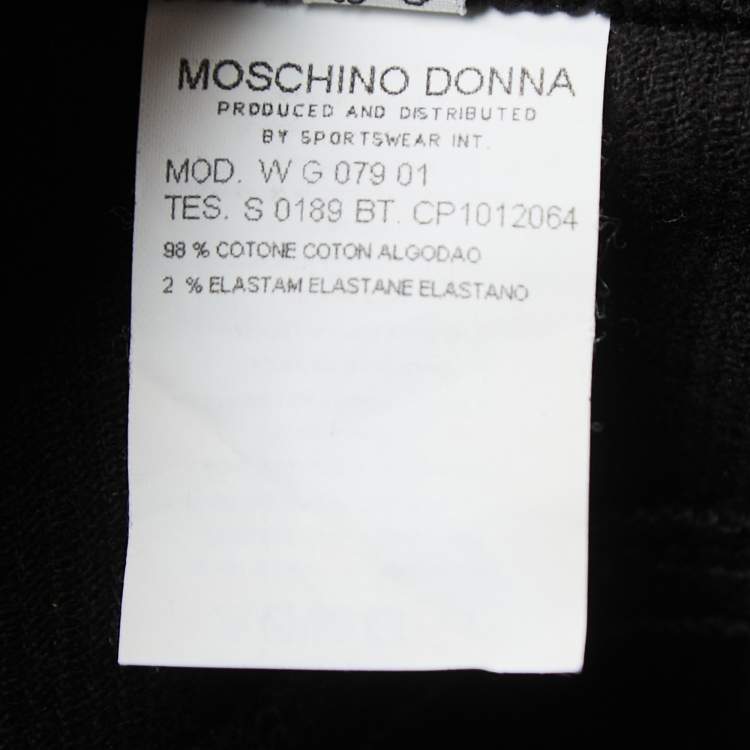 MOSCHINO DONNA
PRODUCED AND DISTRIBUTED
BY SPORTSWEAR INT.
MOD. W G 079 01
TES. S 0189 BT. CP1012064
98 % COTONE COTON ALGODAO
2 % ELASTAM ELASTANE ELASTANO